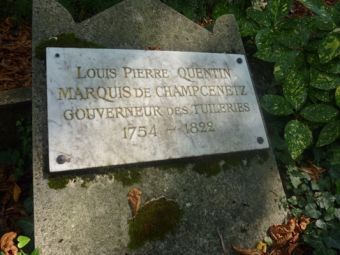 LOUIS PIERRE QUENTIN
MARQUIS DE CHAMPCENETZ
GOUVERNEUR DES TUILERIES
1754 - 1822